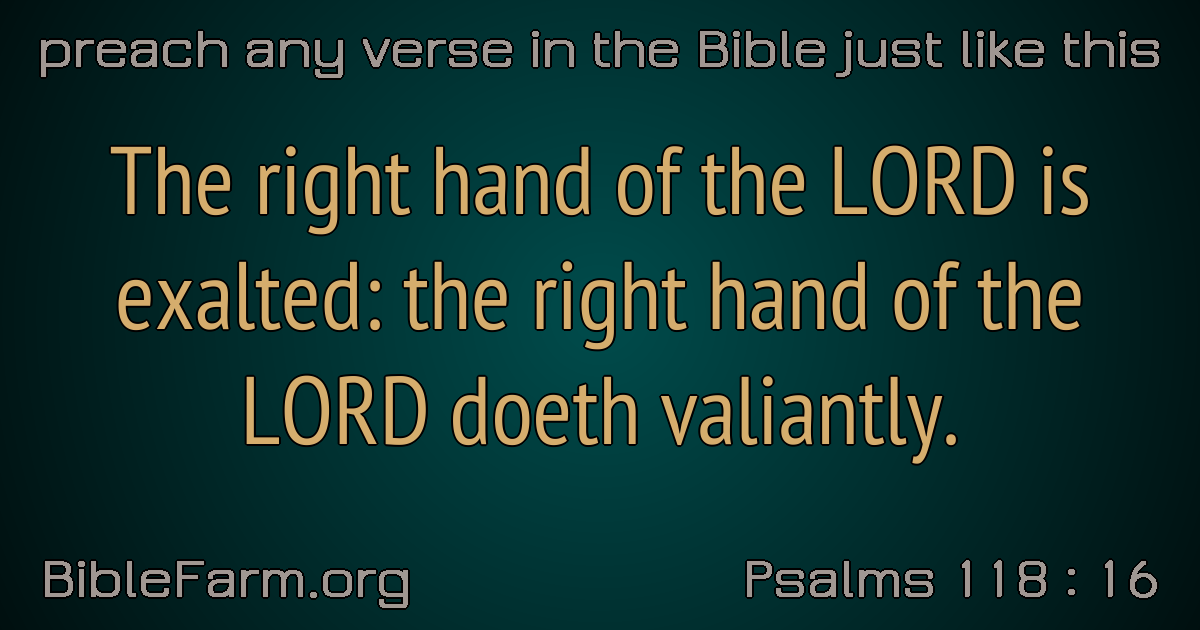 preach any verse in the Bible just like this
The right hand of the LORD is
exalted: the right hand of the
LORD doeth valiantly.
BibleFarm.org
Psalms 118 : 16